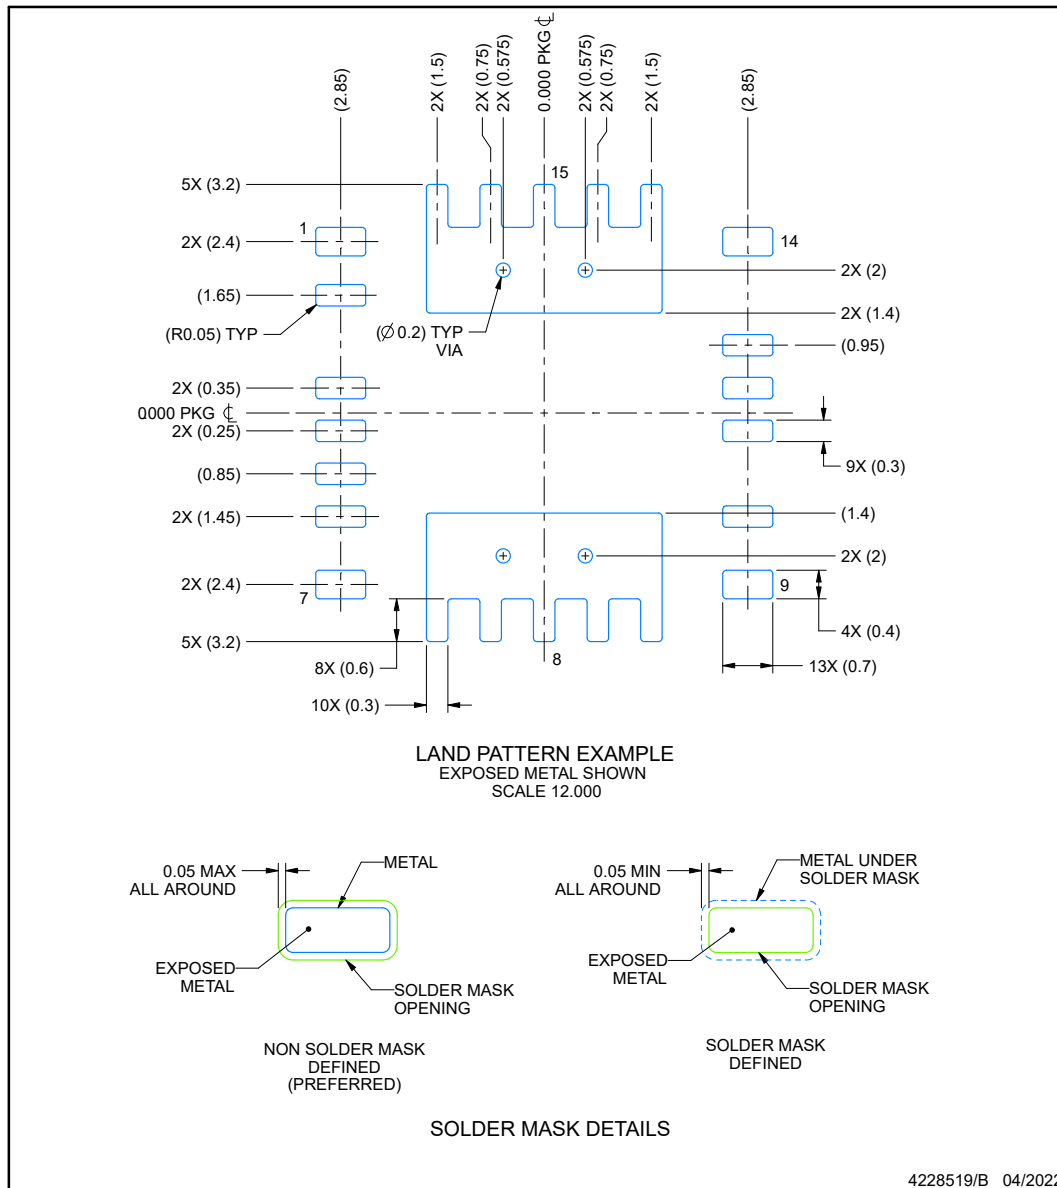 (2.85)
2X (1.5)
2X (0.75)
2X (0.575)
0.000 PKG ℄
2X (0.575)
2X (0.75)
2X (1.5)
(2.85)
5X (3.2)
15
1
2X (2.4)
14
2X (2)
(1.65)
2X (1.4)
(R0.05) TYP
(Ø 0.2) TYP
VIA
(0.95)
2X (0.35)
0.000 PKG ℄
2X (0.25)
9X (0.3)
(0.85)
2X (1.45)
(1.4)
2X (2)
2X (2.4)
7
9
4X (0.4)
5X (3.2)
8
8X (0.6)
13X (0.7)
10X (0.3)
LAND PATTERN EXAMPLE
EXPOSED METAL SHOWN
SCALE 12.000
0.05 MAX
ALL AROUND
METAL
EXPOSED
METAL
SOLDER MASK
OPENING
NON SOLDER MASK
DEFINED
(PREFERRED)
0.05 MIN
ALL AROUND
METAL UNDER
SOLDER MASK
EXPOSED
METAL
SOLDER MASK
OPENING
SOLDER MASK
DEFINED
SOLDER MASK DETAILS
4228519/B 04/2022